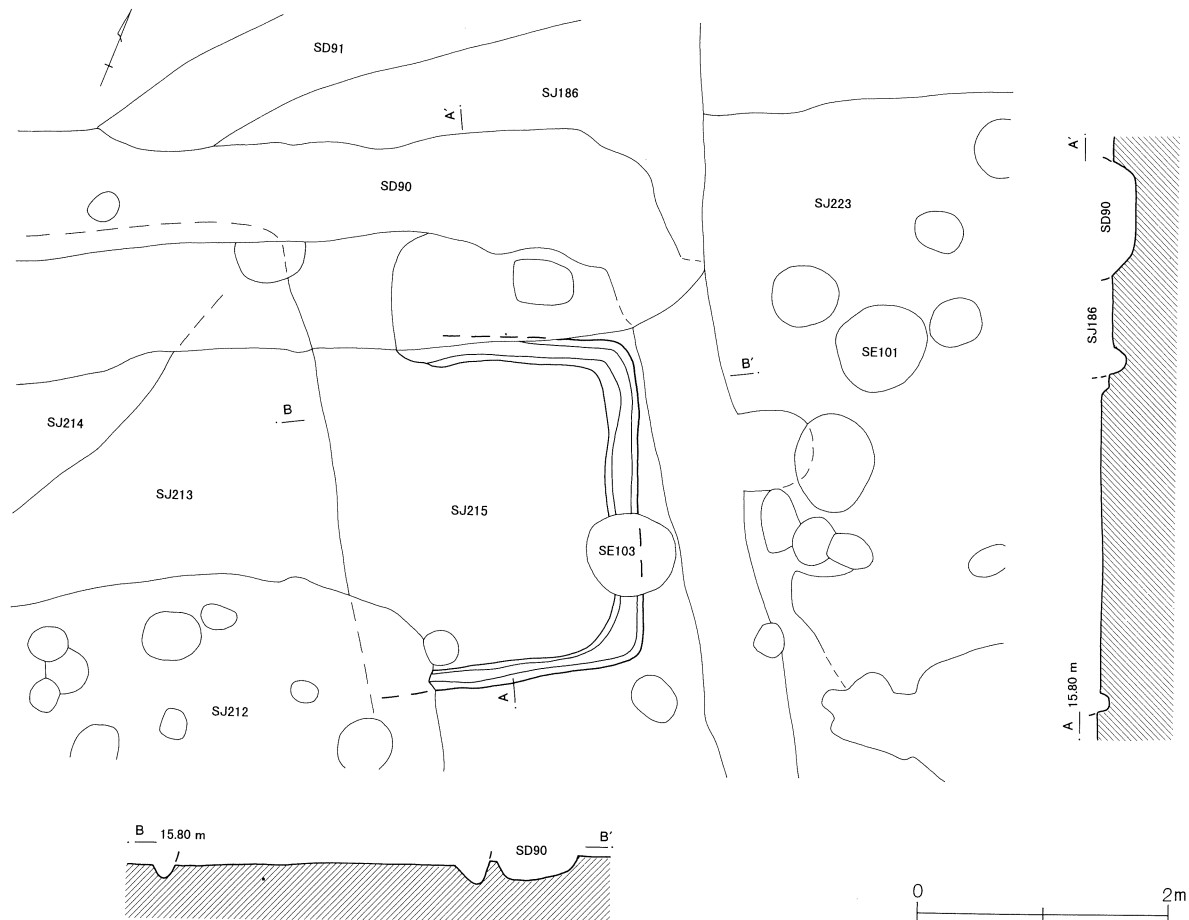 SD91
SJ186
A′
SD90
SJ223
SE101
B′
B
SJ214
SJ213
SJ215
SE103
SJ212
A
A′
SD90
SJ186
A 15.80 m
B 15.80 m
SD90
B′
0 2m